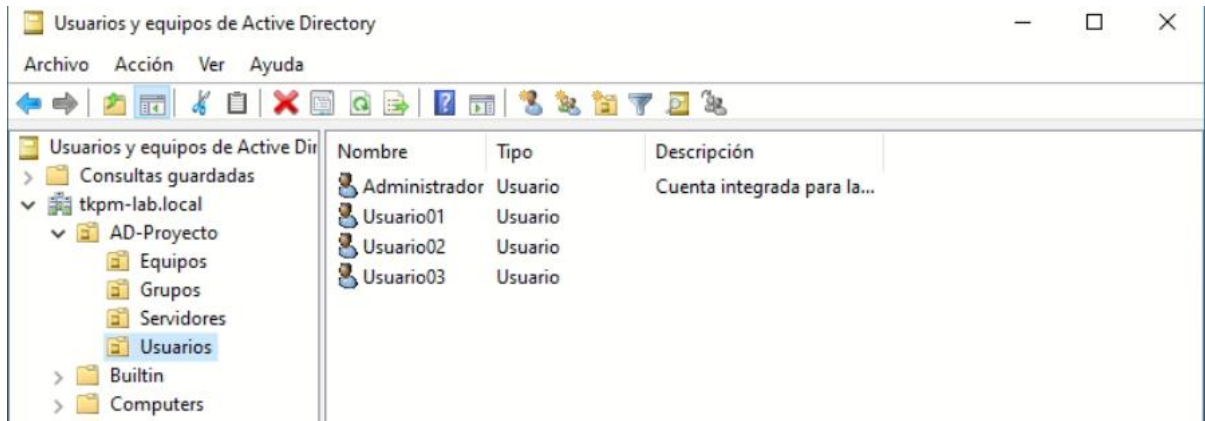 Usuarios y equipos de Active Directory
Archivo Acción Ver Ayuda
Usuarios y equipos de Active Dir
Consultas guardadas
tkpm-lab.local
AD-Proyecto
Equipos
Grupos
Servidores
Usuarios
Builtin
Computers
Nombre Tipo Descripción
Administrador Usuario Cuenta integrada para la...
Usuario01 Usuario
Usuario02 Usuario
Usuario03 Usuario